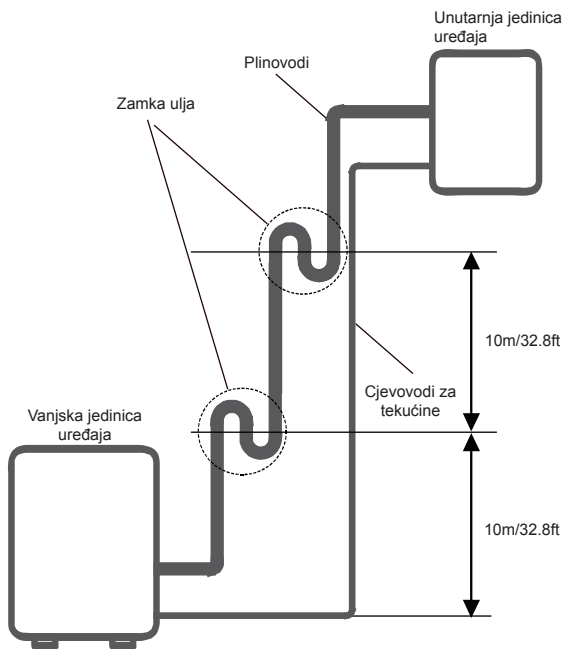 Unutarnja jedinica
uređaja
Plinovodi
Zamka ulja
10m/32.8ft
Cjevovodi za
tekućine
Vanjska jedinica
uređaja
10m/32.8ft